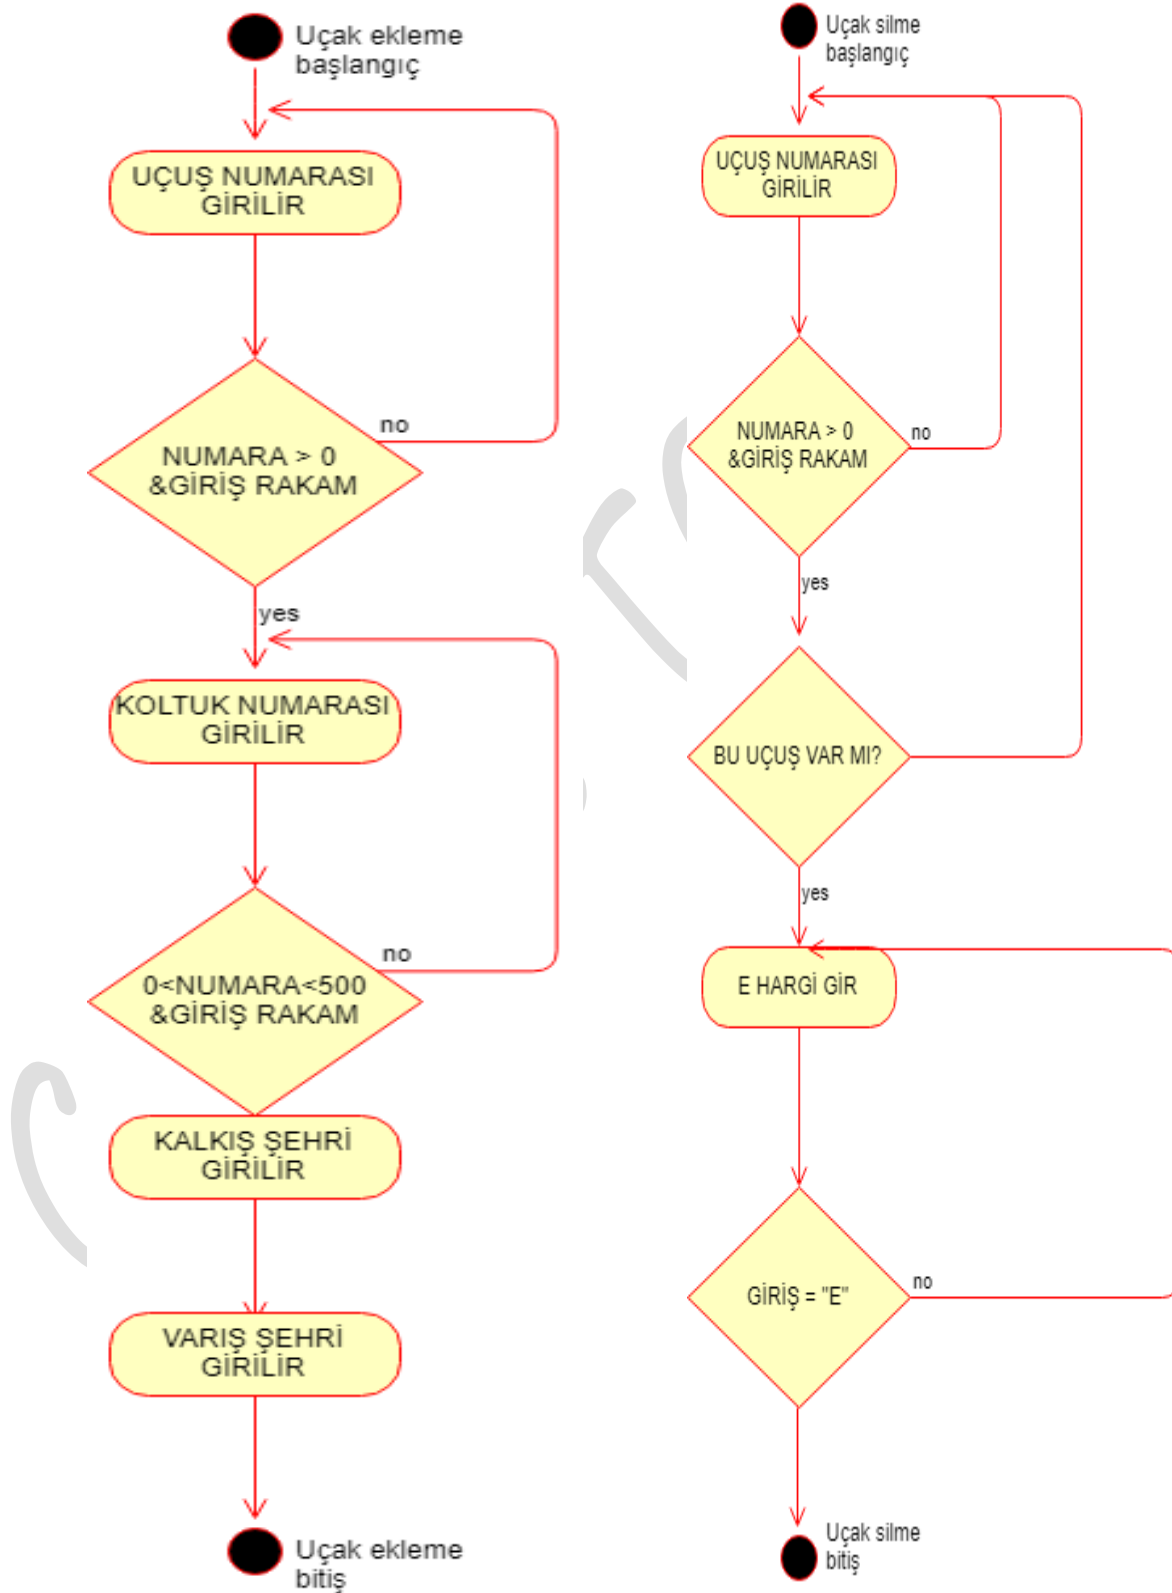 Uçak ekleme
başlangıç
UÇUŞ NUMARASI
GİRİLİR
NUMARA > 0
&GİRİŞ RAKAM
no
yes
KOLTUK NUMARASI
GİRİLİR
0<NUMARA<500
&GİRİŞ RAKAM
no
KALKIŞ ŞEHRİ
GİRİLİR
VARIŞ ŞEHRİ
GİRİLİR
Uçak ekleme
bitiş
Uçak silme
başlangıç
UÇUŞ NUMARASI
GİRİLİR
NUMARA > 0
&GİRİŞ RAKAM
no
yes
BU UÇUŞ VAR MI?
yes
E HARGİ GİR
GİRİŞ = "E"
no
Uçak silme
bitiş